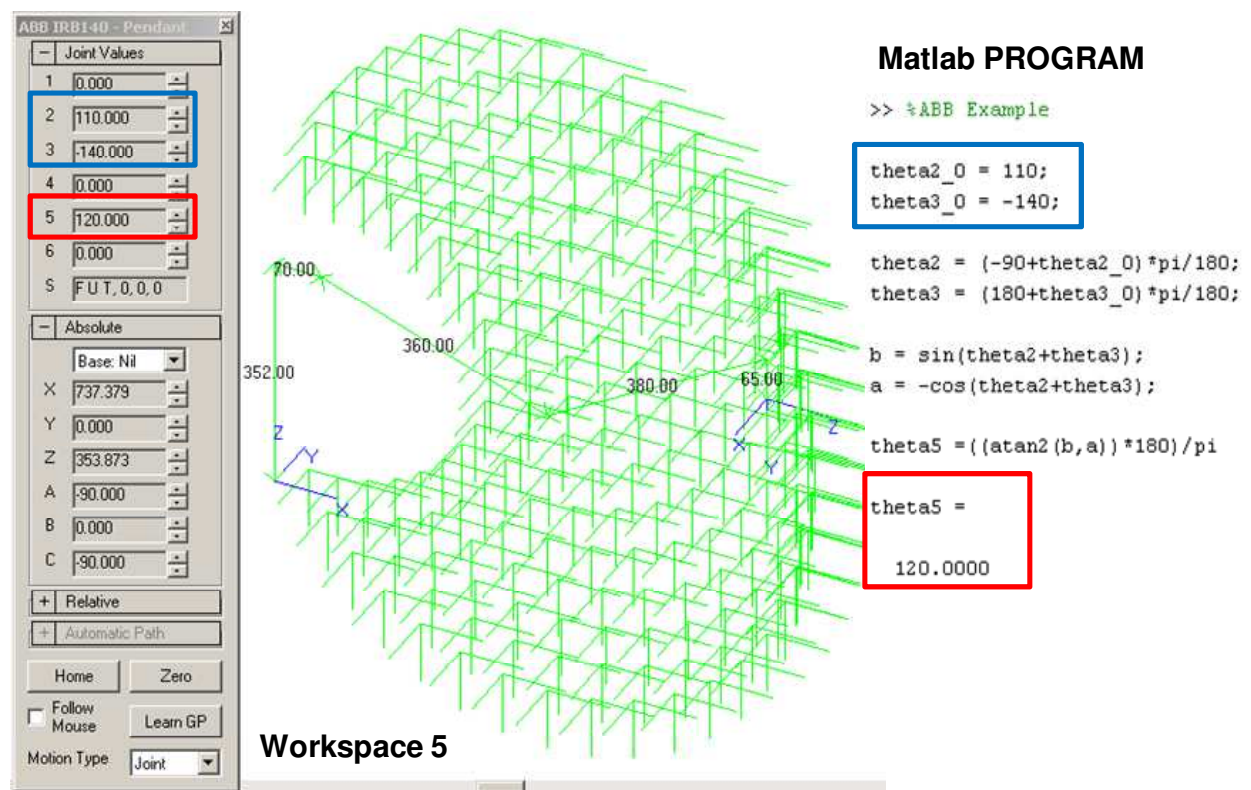 ABB IRB140 - Pendant
Joint Values
1 0.000
2 110.000
3 -140.000
4 0.000
5 120.000
6 0.000
S F U T, 0, 0, 0
Absolute
Base: Nil
X 737.379
Y 0.000
Z 353.873
A -90.000
B 0.000
C -90.000
Relative
Automatic Path
Home Zero
Follow Mouse
Learn GP
Motion Type Joint
70.00
360.00
352.00
380.00
65.00
Z
Y
X
X
Y
Z
Workspace 5
Matlab PROGRAM
>> %ABB Example
theta2_0 = 110;
theta3_0 = -140;
theta2 = (-90+theta2_0)*pi/180;
theta3 = (180+theta3_0)*pi/180;
b = sin(theta2+theta3);
a = -cos(theta2+theta3);
theta5 =((atan2(b,a))*180)/pi
theta5 =
120.0000